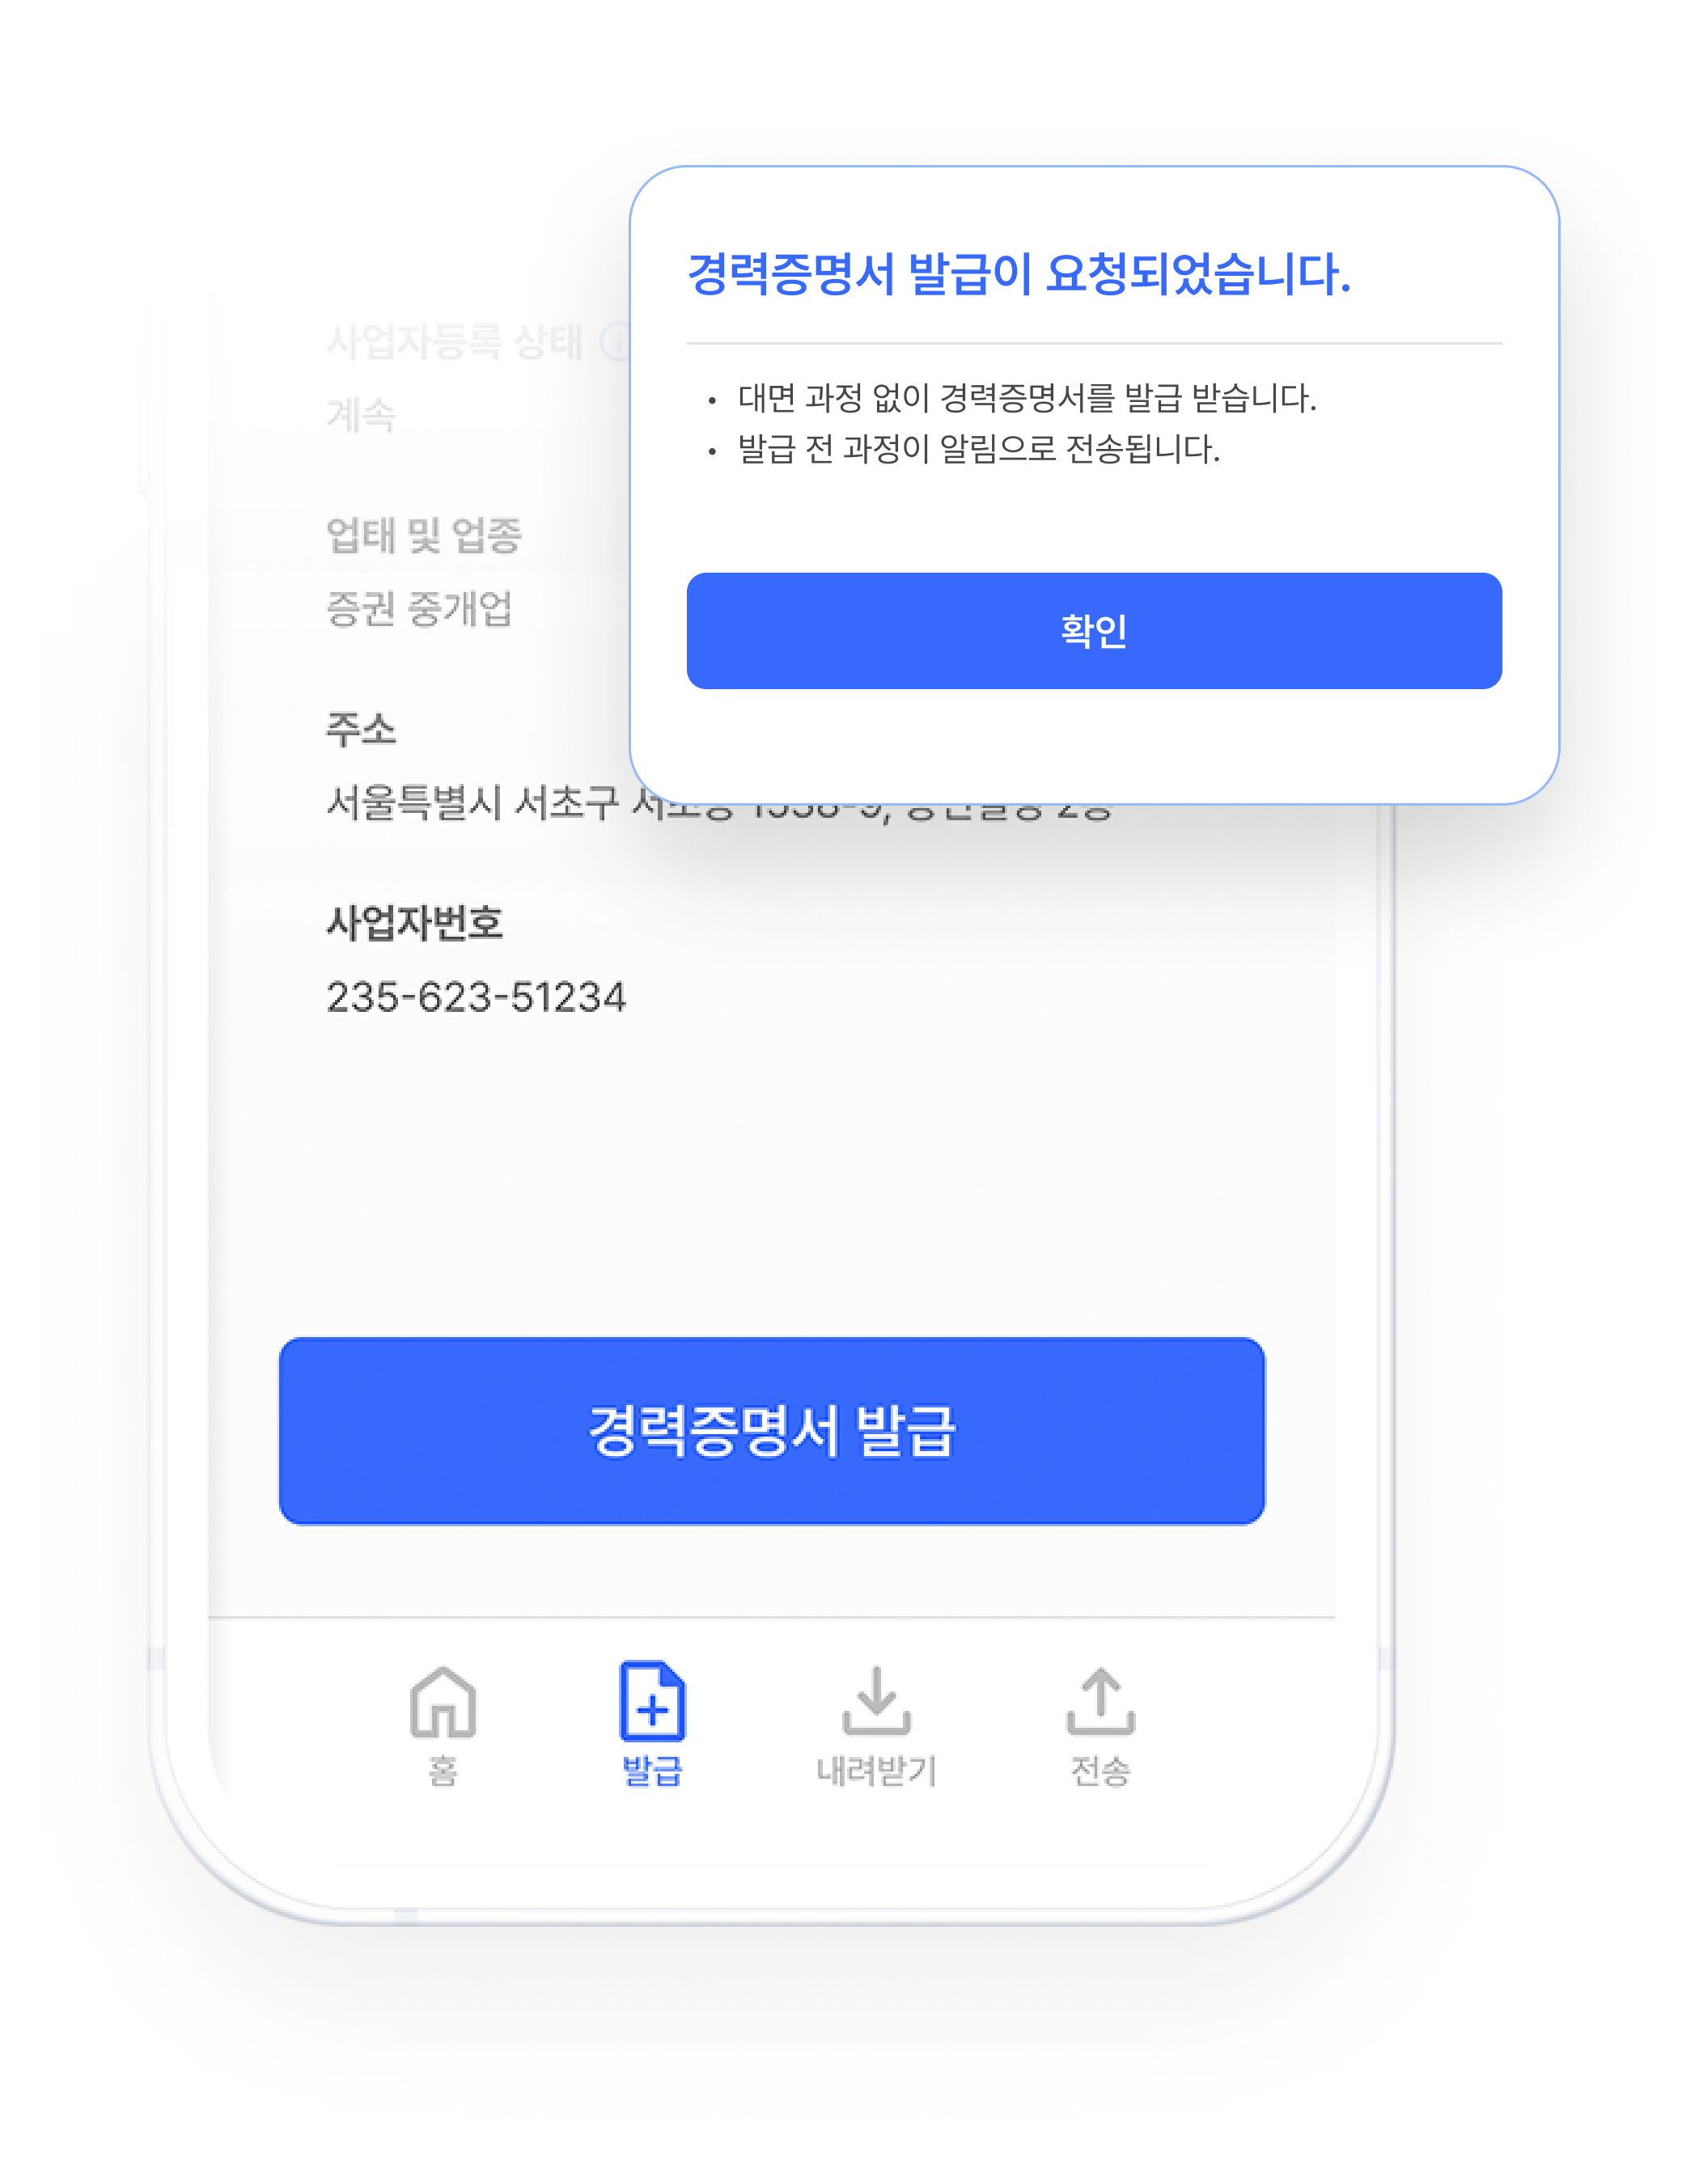 경력증명서 발급이 요청되었습니다.
• 대면 과정 없이 경력증명서를 발급 받습니다.
• 발급 전 과정이 알림으로 전송됩니다.
확인
사업자등록 상태
계속
업태 및 업종
증권 중개업
주소
서울특별시 서초구
사업자번호
235-623-51234
경력증명서 발급
홈
발급
내려받기
전송